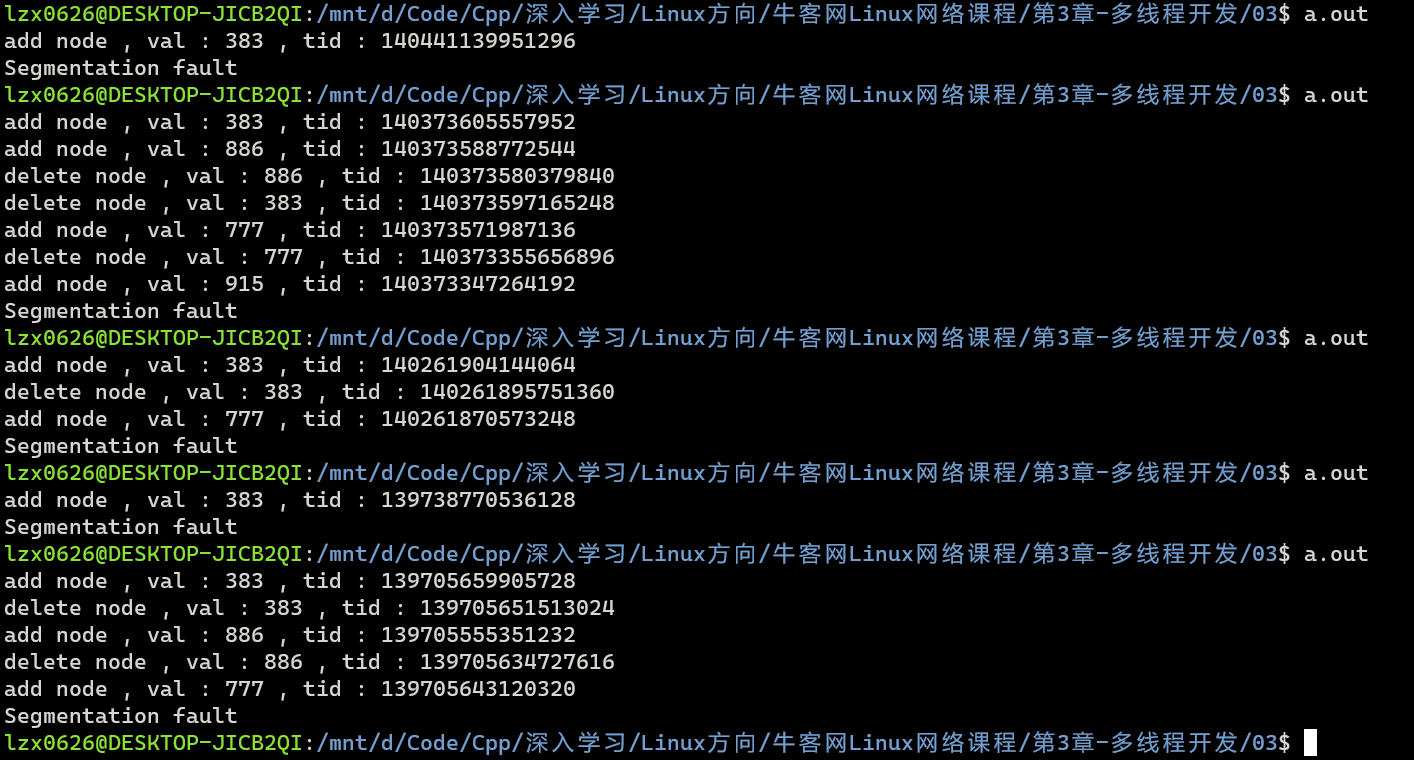 lzx0626@DESKTOP-JICB2QI:/mnt/d/Code/Cpp/深入学习/Linux方向/牛客网Linux网络课程/第3章-多线程开发/03$ a.out
add node , val : 383 , tid : 140441139951296
Segmentation fault
lzx0626@DESKTOP-JICB2QI:/mnt/d/Code/Cpp/深入学习/Linux方向/牛客网Linux网络课程/第3章-多线程开发/03$ a.out
add node , val : 383 , tid : 140373605557952
add node , val : 886 , tid : 140373588772544
delete node , val : 886 , tid : 140373580379840
delete node , val : 383 , tid : 140373597165248
add node , val : 777 , tid : 140373571987136
delete node , val : 777 , tid : 140373355656896
add node , val : 915 , tid : 140373347264192
Segmentation fault
lzx0626@DESKTOP-JICB2QI:/mnt/d/Code/Cpp/深入学习/Linux方向/牛客网Linux网络课程/第3章-多线程开发/03$ a.out
add node , val : 383 , tid : 140261904144064
delete node , val : 383 , tid : 140261895751360
add node , val : 777 , tid : 140261870573248
Segmentation fault
lzx0626@DESKTOP-JICB2QI:/mnt/d/Code/Cpp/深入学习/Linux方向/牛客网Linux网络课程/第3章-多线程开发/03$ a.out
add node , val : 383 , tid : 139738770536128
Segmentation fault
lzx0626@DESKTOP-JICB2QI:/mnt/d/Code/Cpp/深入学习/Linux方向/牛客网Linux网络课程/第3章-多线程开发/03$ a.out
add node , val : 383 , tid : 139705659905728
delete node , val : 383 , tid : 139705651513024
add node , val : 886 , tid : 139705555351232
delete node , val : 886 , tid : 139705634727616
add node , val : 777 , tid : 139705643120320
Segmentation fault
lzx0626@DESKTOP-JICB2QI:/mnt/d/Code/Cpp/深入学习/Linux方向/牛客网Linux网络课程/第3章-多线程开发/03$